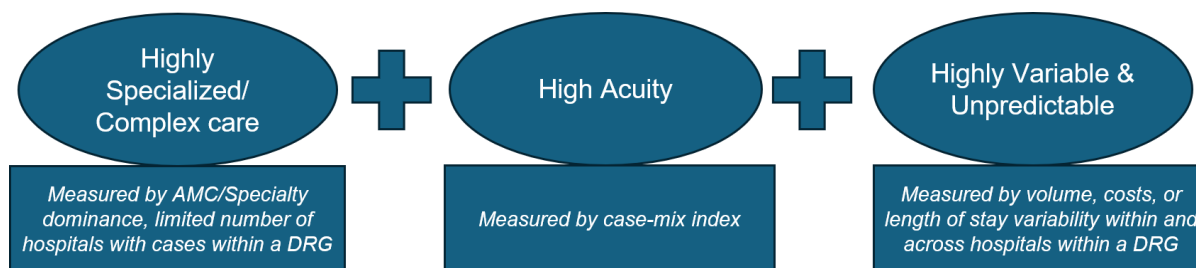 Highly
Specialized/
Complex care
Measured by AMC/Specialty
dominance, limited number of
hospitals with cases within a DRG
High Acuity
Measured by case-mix index
Highly Variable &
Unpredictable
Measured by volume, costs, or
length of stay variability within and
across hospitals within a DRG